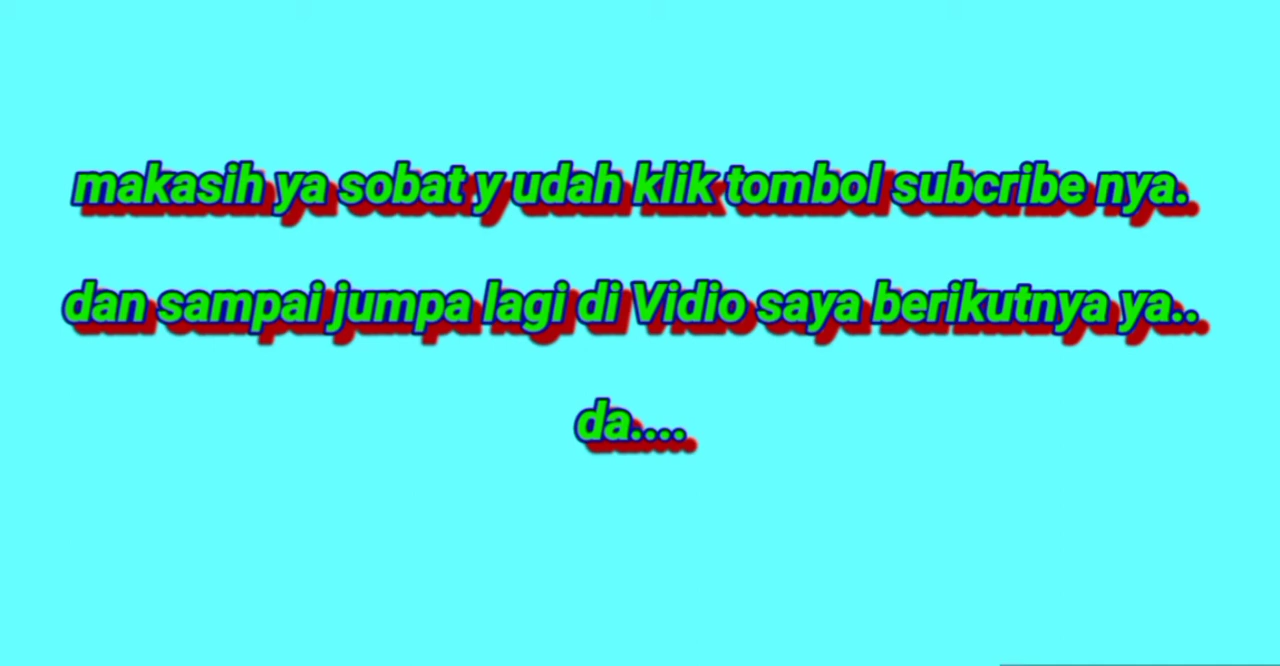 makasih ya sobat y udah klik tombol subcribe nya.
dan sampai jumpa lagi di Vidio saya berikutnya ya..
da....